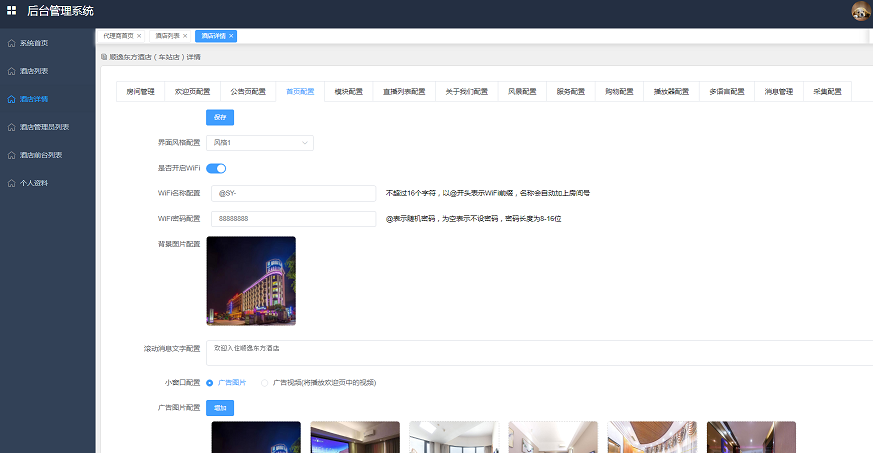 后台管理系统
代理商首页 × 酒店列表 × 酒店详情 ×
系统首页
酒店列表
酒店详情
酒店管理员列表
酒店前台列表
个人资料
顺逸东方酒店（车站店）详情
房间管理 欢迎页配置 公告页配置 首页配置 模块配置 直播列表配置 关于我们配置 风景配置 服务配置 购物配置 播放器配置 多语言配置 消息管理 采集配置
保存
界面风格配置 风格1
是否开启WiFi
WiFi名称配置 @SY- 不超过16个字符，以@开头表示WiFi前缀，名称会自动加上房间号
WiFi密码配置 88888888 @表示随机密码，为空表示不设密码，密码长度为8-16位
背景图片配置
滚动消息文字配置 欢迎入住顺逸东方酒店
小窗口配置 广告图片 广告视频(将播放欢迎页中的视频)
广告图片配置 增加